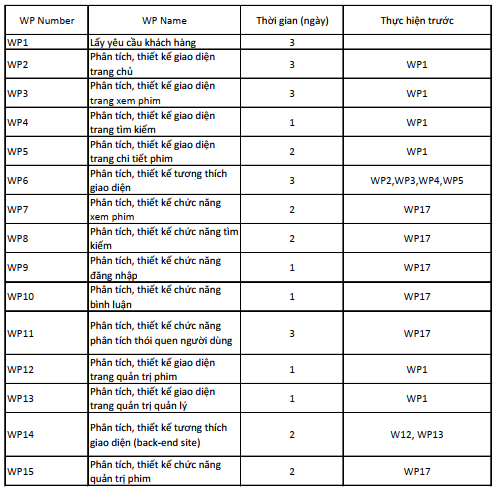 WP Number WP Name Thời gian (ngày) Thực hiện trước
WP1 Lấy yêu cầu khách hàng 3
WP2 Phân tích, thiết kế giao diện trang chủ 3 WP1
WP3 Phân tích, thiết kế giao diện trang xem phim 3 WP1
WP4 Phân tích, thiết kế giao diện trang tìm kiếm 1 WP1
WP5 Phân tích, thiết kế giao diện trang chi tiết phim 2 WP1
WP6 Phân tích, thiết kế tương thích giao diện 3 WP2,WP3,WP4,WP5
WP7 Phân tích, thiết kế chức năng xem phim 2 WP17
WP8 Phân tích, thiết kế chức năng tìm kiếm 2 WP17
WP9 Phân tích, thiết kế chức năng đăng nhập 1 WP17
WP10 Phân tích, thiết kế chức năng bình luận 1 WP17
WP11 Phân tích, thiết kế chức năng phân tích thói quen người dùng 3 WP17
WP12 Phân tích, thiết kế giao diện trang quản trị phim 1 WP1
WP13 Phân tích, thiết kế giao diện trang quản trị quản lý 1 WP1
WP14 Phân tích, thiết kế tương thích giao diện (back-end site) 2 W12, WP13
WP15 Phân tích, thiết kế chức năng quản trị phim 2 WP17